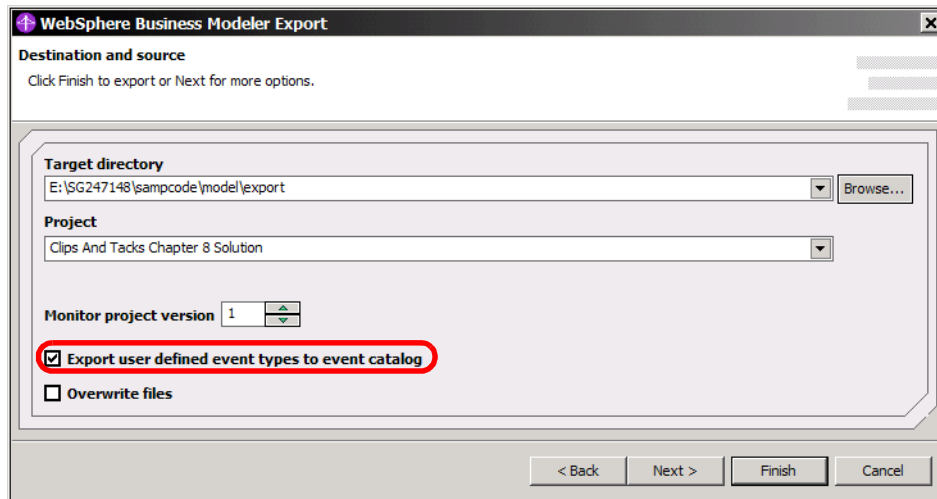 WebSphere Business Modeler Export
Destination and source
Click Finish to export or Next for more options.
Target directory
E:\SG247148\sampcode\model\export
Browse...
Project
Clips And Tacks Chapter 8 Solution
Monitor project version 1
Export user defined event types to event catalog
Overwrite files
< Back Next > Finish Cancel